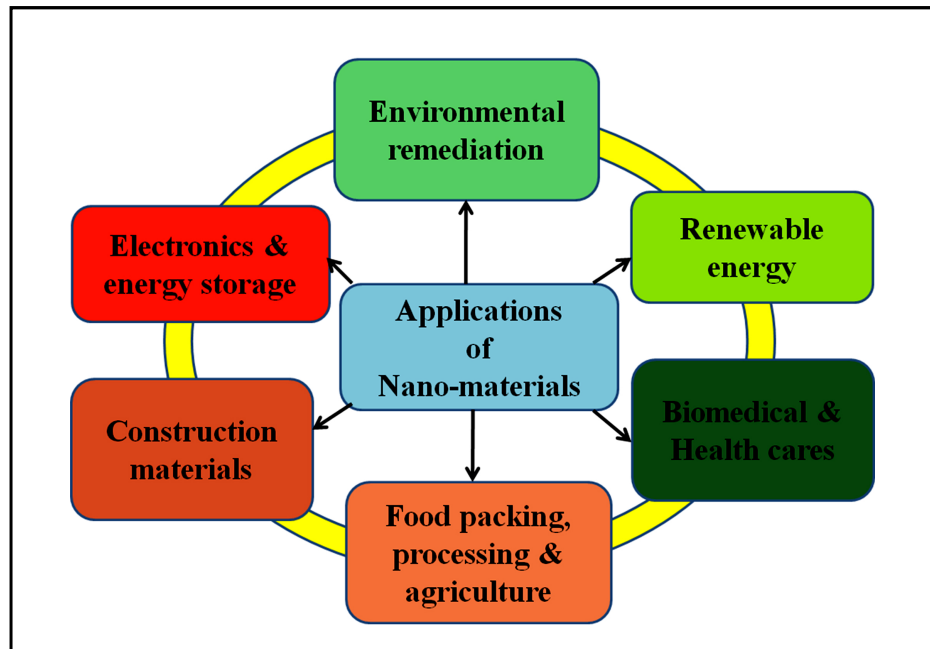 Environmental
remediation
Electronics &
energy storage
Renewable
energy
Applications
of
Nano-materials
Construction
materials
Biomedical &
Health cares
Food packing,
processing &
agriculture